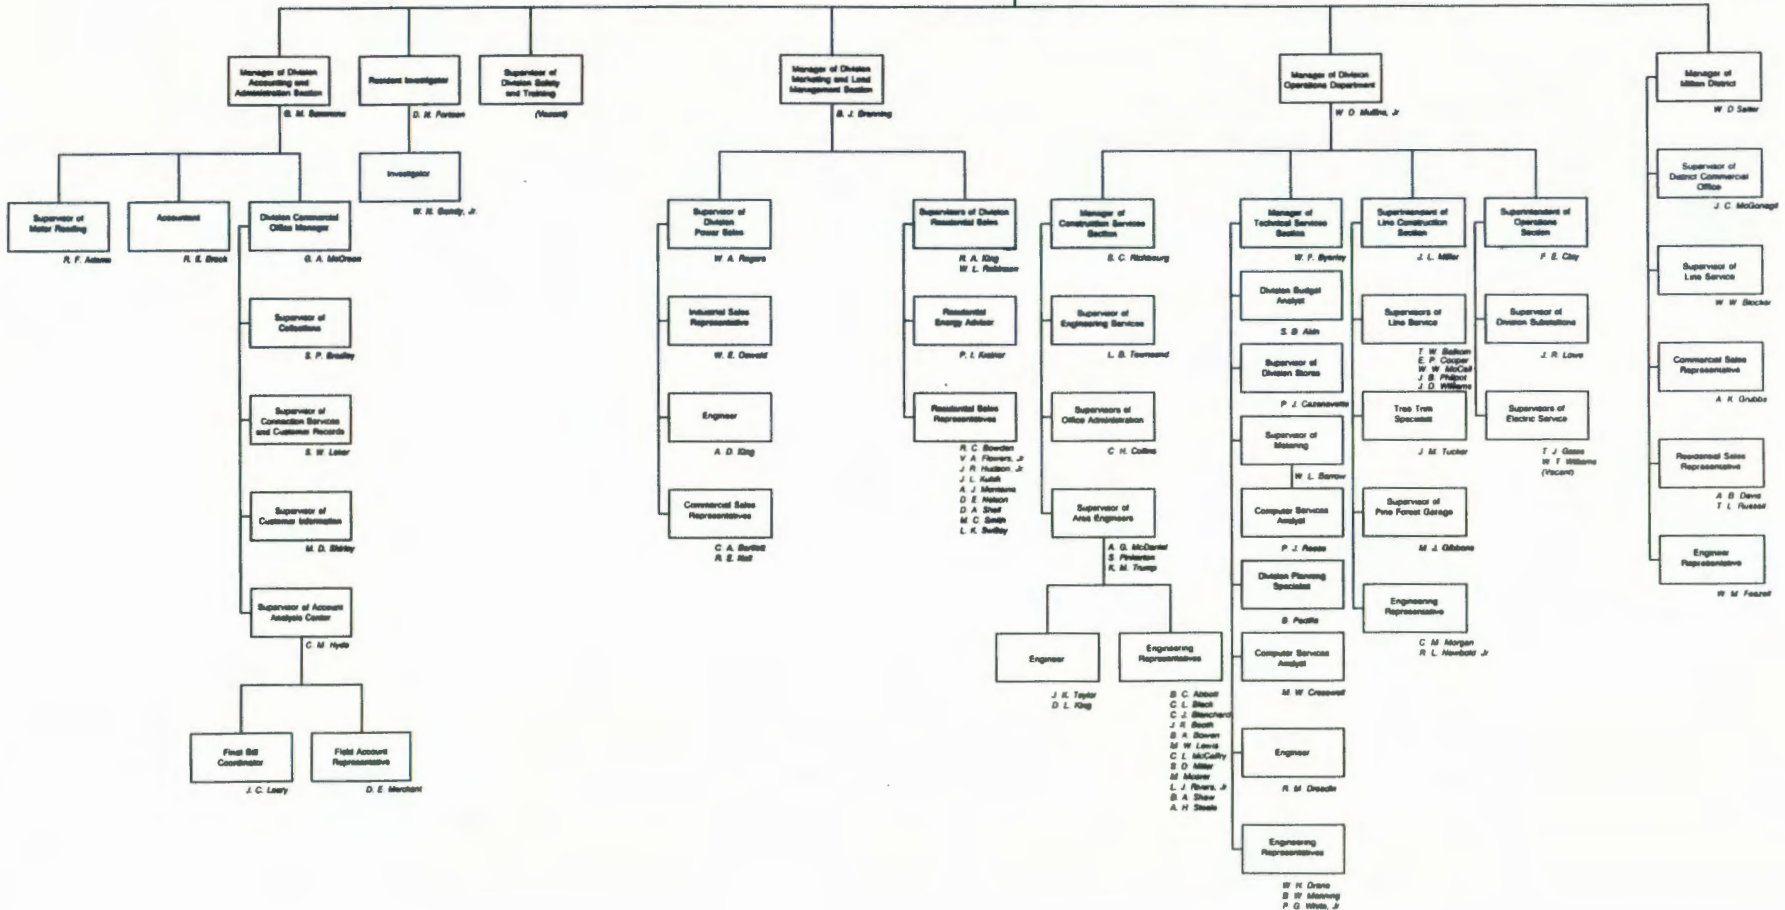 Manager of Division
Accounting and
Administration Section
G. M. Sammons
Resident Investigator
D. N. Fortson
Supervisor of
Division Safety
and Training
(Vacant)
Manager of Division
Marketing and Load
Management Section
B. J. Branning
Manager of Division
Operations Department
W. D. Mullins, Jr
Manager of
Milton District
W. D Salter
Supervisor of
Meter Reading
R. F. Adams
Accountant
R. E. Brock
Division Commercial
Office Manager
G. A. McCreen
Investigator
W. N. Gandy, Jr.
Supervisor of
Collections
S. P. Bradley
Supervisor of
Connection Services
and Customer Records
S. W. Laker
Supervisor of
Customer Information
M. D. Shirley
Supervisor of Account
Analysis Center
C. M. Hyde
Final Bill
Coordinator
J. C. Leary
Field Account
Representative
D. E. Merchant
Supervisor of
Division
Power Sales
W. A. Rogers
Industrial Sales
Representative
W. E. Oswald
Engineer
A. D. King
Commercial Sales
Representatives
C. A. Bartlett
R. E. Holt
Supervisors of Division
Residential Sales
R. A. King
W. L. Robinson
Residential
Energy Advisor
P. I. Kratner
Residential Sales
Representatives
R. C. Bowden
V. A. Flowers, Jr
J. R. Hudson, Jr
J. L. Kubik
A. J. Montains
D. E. Nelson
D. A. Shell
M. C. Smith
L. K. Swilley
Manager of
Construction Services
Section
S. C. Richbourg
Supervisor of
Engineering Services
L. B. Townsend
Supervisors of
Office Administration
C. H. Collins
Supervisor of
Area Engineers
A. G. McDaniel
S. Pinkerton
K. M. Trump
Engineer
J. K. Taylor
D. L. King
Engineering
Representatives
B. C. Abbott
C. L. Black
C. J. Blanchard
J. R. Booth
B. A. Bowen
M. W. Lewis
C. L. McCaffry
S. D. Miller
M. Moorer
L. J. Rivers, Jr
B. A. Shaw
A. H Steele
Manager of
Technical Services
Section
W. F. Byerley
Division Budget
Analyst
S. B. Akin
Supervisor of
Division Stores
P. J. Cazenavette
Supervisor of
Metering
W. L. Barrow
Computer Services
Analyst
P. J. Reese
Division Planning
Specialist
B. Padilla
Computer Services
Analyst
M. W. Creswell
Engineer
R. M. Dreadin
Engineering
Representatives
W H. Drane
B W Manning
P G White, Jr
Superintendent of
Line Construction
Section
J. L. Miller
Supervisors of
Line Service
T. W. Balkom
E. P. Cooper
W. W. McCall
J. B. Philpot
J. D. Williams
Tree Trim
Specialist
J. M. Tucker
Supervisor of
Pine Forest Garage
M. J. Gibbons
Engineering
Representative
C. M. Morgan
R. L. Newbold Jr
Superintendent of
Operations
Section
F. E. Clay
Supervisor of
Division Substations
J. R. Lowe
Supervisors of
Electric Service
T. J. Gates
W. T. Williams
(Vacant)
Supervisor of
District Commercial
Office
J. C. McGonagil
Supervisor of
Line Service
W. W. Blocker
Commercial Sales
Representative
A. K. Grubbs
Residential Sales
Representative
A. B. Davis
T. L. Russell
Engineer
Representative
W. M. Feazell